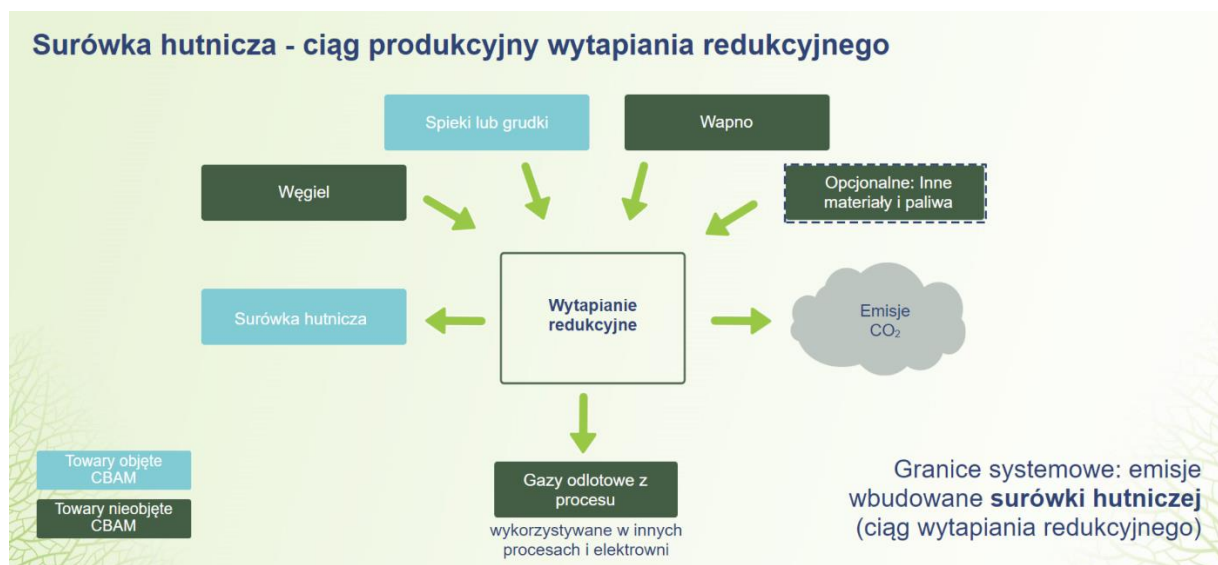 Surówka hutnicza - ciąg produkcyjny wytapiania redukcyjnego
Spieki lub grudki
Wapno
Węgiel
Opcjonalne: Inne
materiały i paliwa
Surówka hutnicza
Wytapianie
redukcyjne
Emisje
CO₂
Towary objęte
CBAM
Towary nieobjęte
CBAM
Gazy odlotowe z
procesu
wykorzystywane w innych
procesach i elektrowni
Granice systemowe: emisje
wbudowane surówki hutniczej
(ciąg wytapiania redukcyjnego)